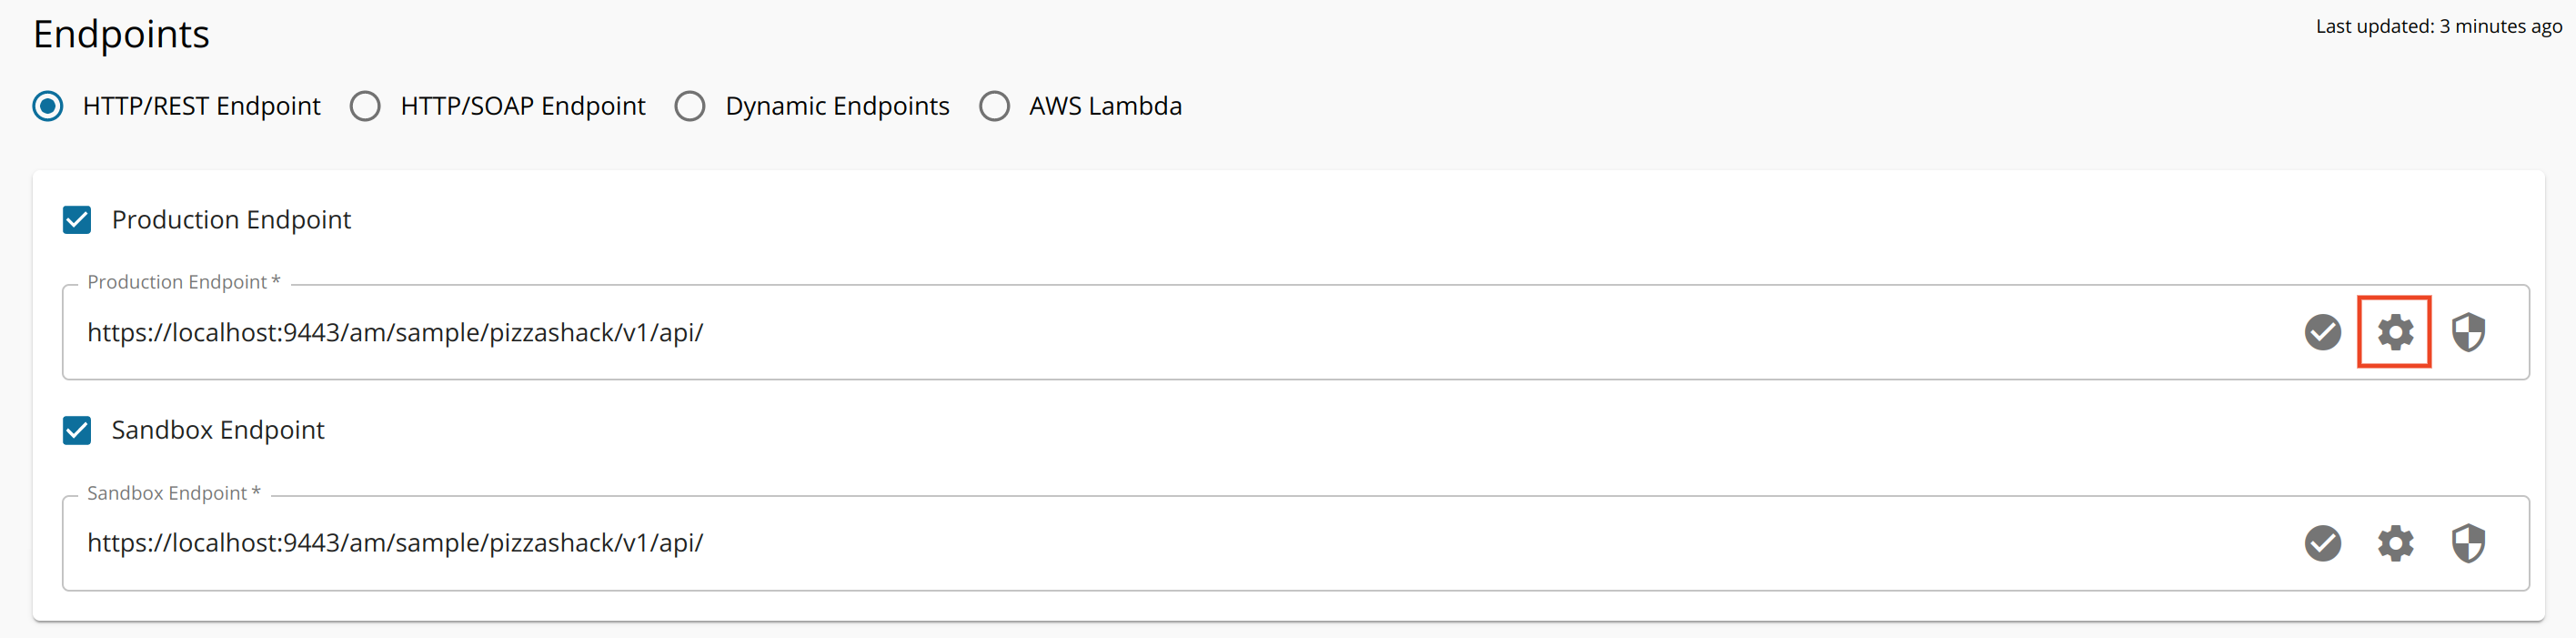 Endpoints
Last updated: 3 minutes ago
HTTP/REST Endpoint HTTP/SOAP Endpoint Dynamic Endpoints AWS Lambda
Production Endpoint
Production Endpoint *
https://localhost:9443/am/sample/pizzashack/v1/api/
Sandbox Endpoint
Sandbox Endpoint *
https://localhost:9443/am/sample/pizzashack/v1/api/